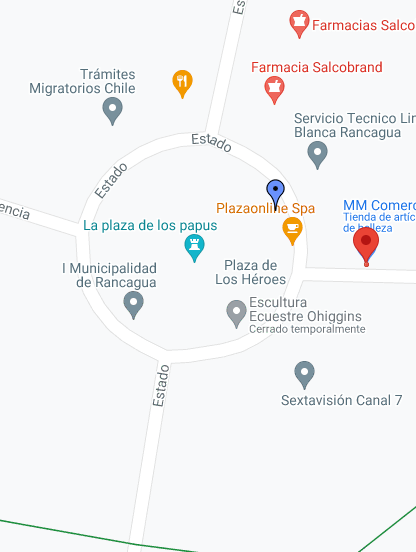 Es
Farmacias Salco
Farmacia Salcobrand
Trámites
Migratorios Chile
Servicio Tecnico Lin
Blanca Rancagua
Estado
Estado
encia
MM Comerc
Tienda de artíc
de belleza
Plazaonline Spa
La plaza de los papus
Plaza de
Los Héroes
I Municipalidad
de Rancagua
Escultura
Ecuestre Ohiggins
Cerrado temporalmente
Estado
Sextavisión Canal 7